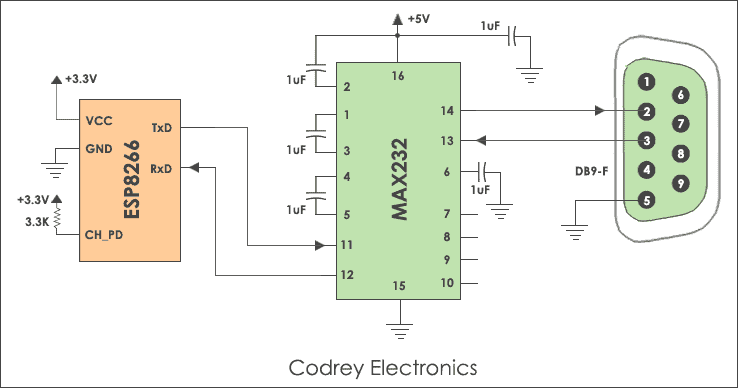 +5V
1uF
+3.3V
1uF
2
16
1
VCC
TxD
1
14
2
6
7
GND
1uF
3
13
3
8
ESP8266
RxD
4
MAX232
6
1uF
DB9-F
4
9
+3.3V
3.3K
1uF
5
7
5
CH_PD
11
8
12
9
15
10
Codrey Electronics